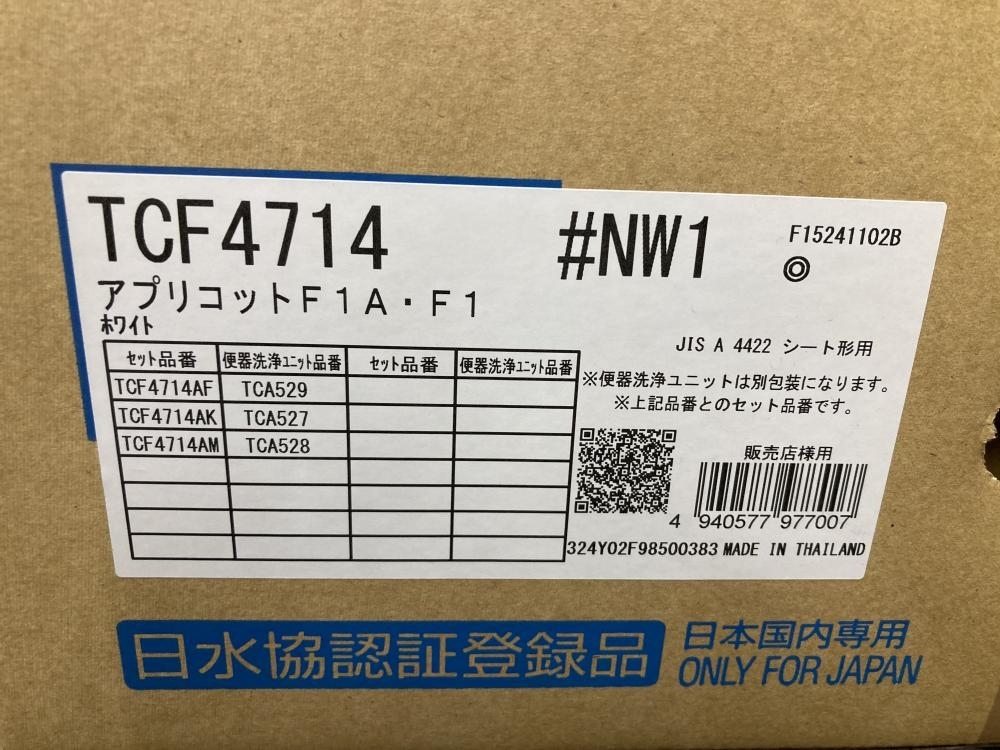 TCF4714 #NW1 F15241102B
◎
アプリコットF1A・F1
ホワイト
JIS A 4422 シート形用
セット品番 便器洗浄ユニット品番 セット品番 便器洗浄ユニット品番
TCF4714AF TCA529
TCF4714AK TCA527
TCF4714AM TCA528
※便器洗浄ユニットは別包装になります。
※上記品番とのセット品番です。
販売店様用
4 940577 977007
324Y02F98500383 MADE IN THAILAND
日水協認証登録品
日本国内専用
ONLY FOR JAPAN